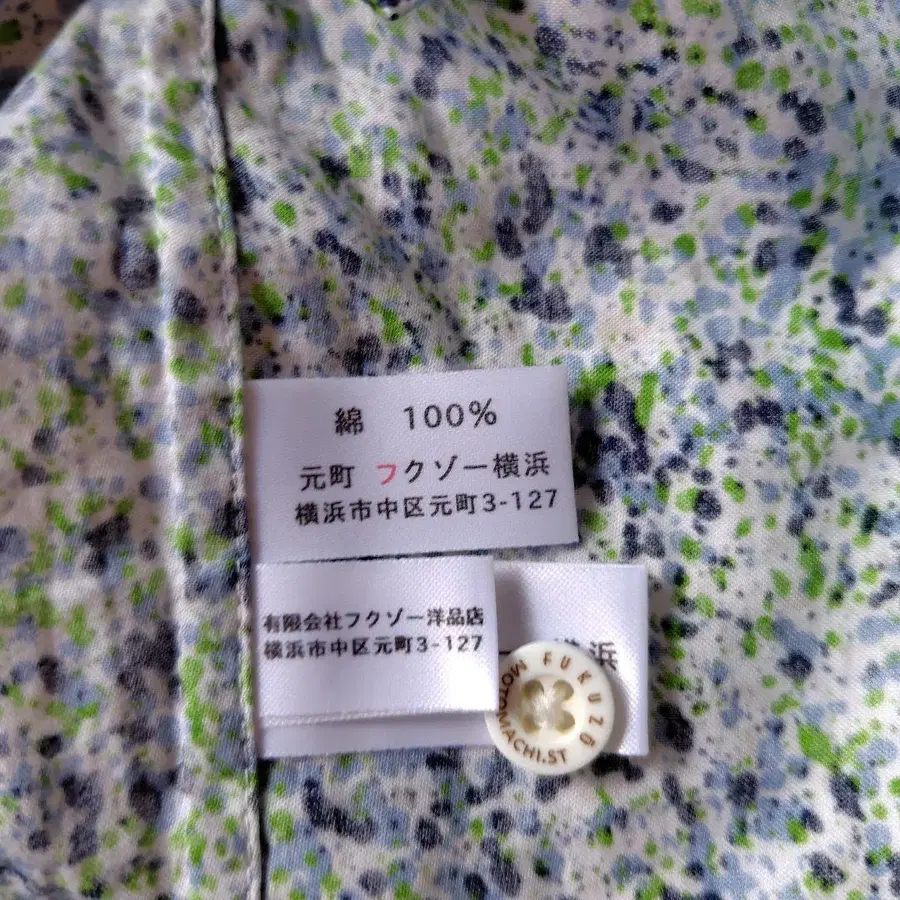 綿 100%
元町 フクゾー横浜
横浜市中区元町3-127
有限会社フクゾー洋品店
横浜市中区元町3-127
ー横浜
FUKUZO
MOTOMACHI.ST